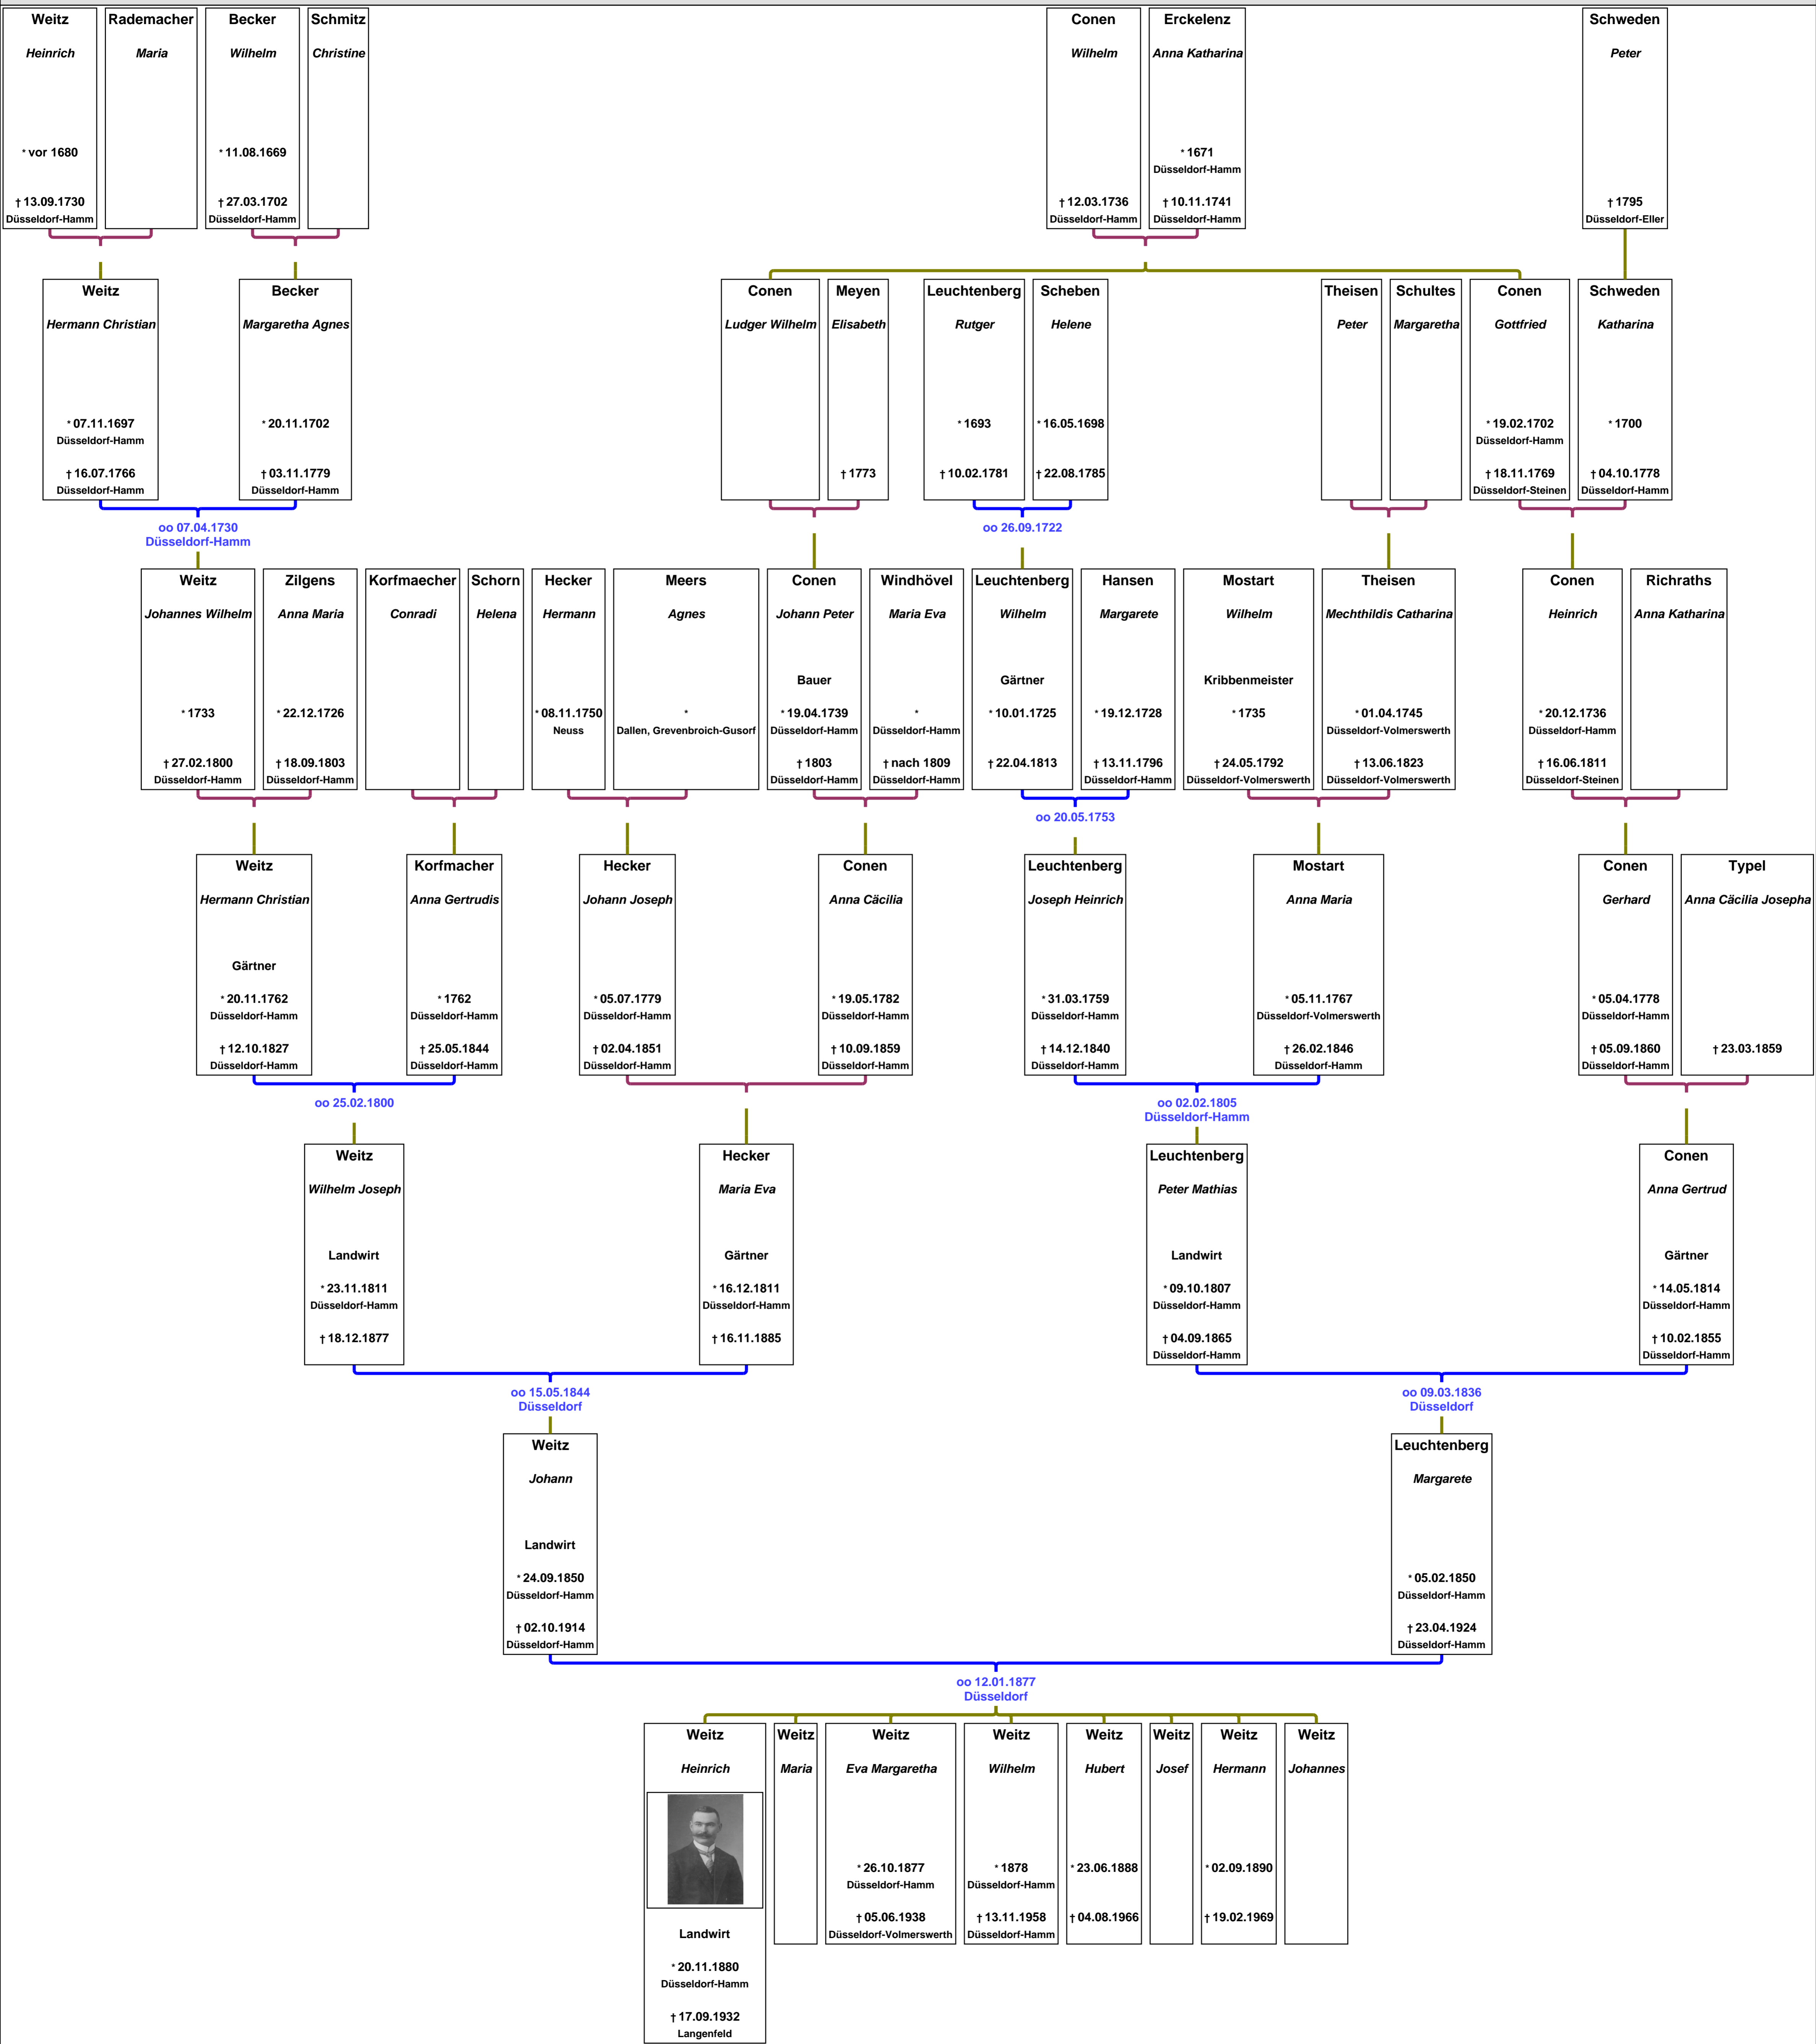 Weitz
Heinrich
* vor 1680
† 13.09.1730
Düsseldorf-Hamm
Rademacher
Maria
Becker
Wilhelm
* 11.08.1669
† 27.03.1702
Düsseldorf-Hamm
Schmitz
Christine
Conen
Wilhelm
† 12.03.1736
Düsseldorf-Hamm
Erckelenz
Anna Katharina
* 1671
Düsseldorf-Hamm
† 10.11.1741
Düsseldorf-Hamm
Schweden
Peter
† 1795
Düsseldorf-Eller
Weitz
Hermann Christian
* 07.11.1697
Düsseldorf-Hamm
† 16.07.1766
Düsseldorf-Hamm
Becker
Margaretha Agnes
* 20.11.1702
† 03.11.1779
Düsseldorf-Hamm
Conen
Ludger Wilhelm
Meyen
Elisabeth
† 1773
Leuchtenberg
Rutger
* 1693
† 10.02.1781
Scheben
Helene
* 16.05.1698
† 22.08.1785
Theisen
Peter
Schultes
Margaretha
Conen
Gottfried
* 19.02.1702
Düsseldorf-Hamm
† 18.11.1769
Düsseldorf-Steinen
Schweden
Katharina
* 1700
† 04.10.1778
Düsseldorf-Hamm
oo 07.04.1730
Düsseldorf-Hamm
oo 26.09.1722
Weitz
Johannes Wilhelm
* 1733
† 27.02.1800
Düsseldorf-Hamm
Zilgens
Anna Maria
* 22.12.1726
† 18.09.1803
Düsseldorf-Hamm
Korfmaecher
Conradi
Schorn
Helena
Hecker
Hermann
* 08.11.1750
Neuss
Meers
Agnes
*
Dallen, Grevenbroich-Gusorf
Conen
Johann Peter
Bauer
* 19.04.1739
Düsseldorf-Hamm
† 1803
Düsseldorf-Hamm
Windhövel
Maria Eva
*
Düsseldorf-Hamm
† nach 1809
Düsseldorf-Hamm
Leuchtenberg
Wilhelm
Gärtner
* 10.01.1725
† 22.04.1813
Hansen
Margarete
* 19.12.1728
† 13.11.1796
Düsseldorf-Hamm
Mostart
Wilhelm
Kribbenmeister
* 1735
† 24.05.1792
Düsseldorf-Volmerswerth
Theisen
Mechthildis Catharina
* 01.04.1745
Düsseldorf-Volmerswerth
† 13.06.1823
Düsseldorf-Volmerswerth
Conen
Heinrich
* 20.12.1736
Düsseldorf-Hamm
† 16.06.1811
Düsseldorf-Steinen
Richraths
Anna Katharina
oo 20.05.1753
Weitz
Hermann Christian
Gärtner
* 20.11.1762
Düsseldorf-Hamm
† 12.10.1827
Düsseldorf-Hamm
Korfmacher
Anna Gertrudis
* 1762
Düsseldorf-Hamm
† 25.05.1844
Düsseldorf-Hamm
Hecker
Johann Joseph
* 05.07.1779
Düsseldorf-Hamm
† 02.04.1851
Düsseldorf-Hamm
Conen
Anna Cäcilia
* 19.05.1782
Düsseldorf-Hamm
† 10.09.1859
Düsseldorf-Hamm
Leuchtenberg
Joseph Heinrich
* 31.03.1759
Düsseldorf-Hamm
† 14.12.1840
Düsseldorf-Hamm
Mostart
Anna Maria
* 05.11.1767
Düsseldorf-Volmerswerth
† 26.02.1846
Düsseldorf-Hamm
Conen
Gerhard
* 05.04.1778
Düsseldorf-Hamm
† 05.09.1860
Düsseldorf-Hamm
Typel
Anna Cäcilia Josepha
† 23.03.1859
oo 25.02.1800
oo 02.02.1805
Düsseldorf-Hamm
Weitz
Wilhelm Joseph
Landwirt
* 23.11.1811
Düsseldorf-Hamm
† 18.12.1877
Hecker
Maria Eva
Gärtner
* 16.12.1811
Düsseldorf-Hamm
† 16.11.1885
Leuchtenberg
Peter Mathias
Landwirt
* 09.10.1807
Düsseldorf-Hamm
† 04.09.1865
Düsseldorf-Hamm
Conen
Anna Gertrud
Gärtner
* 14.05.1814
Düsseldorf-Hamm
† 10.02.1855
Düsseldorf-Hamm
oo 15.05.1844
Düsseldorf
oo 09.03.1836
Düsseldorf
Weitz
Johann
Landwirt
* 24.09.1850
Düsseldorf-Hamm
† 02.10.1914
Düsseldorf-Hamm
Leuchtenberg
Margarete
* 05.02.1850
Düsseldorf-Hamm
† 23.04.1924
Düsseldorf-Hamm
oo 12.01.1877
Düsseldorf
Weitz
Heinrich
Landwirt
* 20.11.1880
Düsseldorf-Hamm
† 17.09.1932
Langenfeld
Weitz
Maria
Weitz
Eva Margaretha
* 26.10.1877
Düsseldorf-Hamm
† 05.06.1938
Düsseldorf-Volmerswerth
Weitz
Wilhelm
* 1878
Düsseldorf-Hamm
† 13.11.1958
Düsseldorf-Hamm
Weitz
Hubert
* 23.06.1888
† 04.08.1966
Weitz
Josef
Weitz
Hermann
* 02.09.1890
† 19.02.1969
Weitz
Johannes